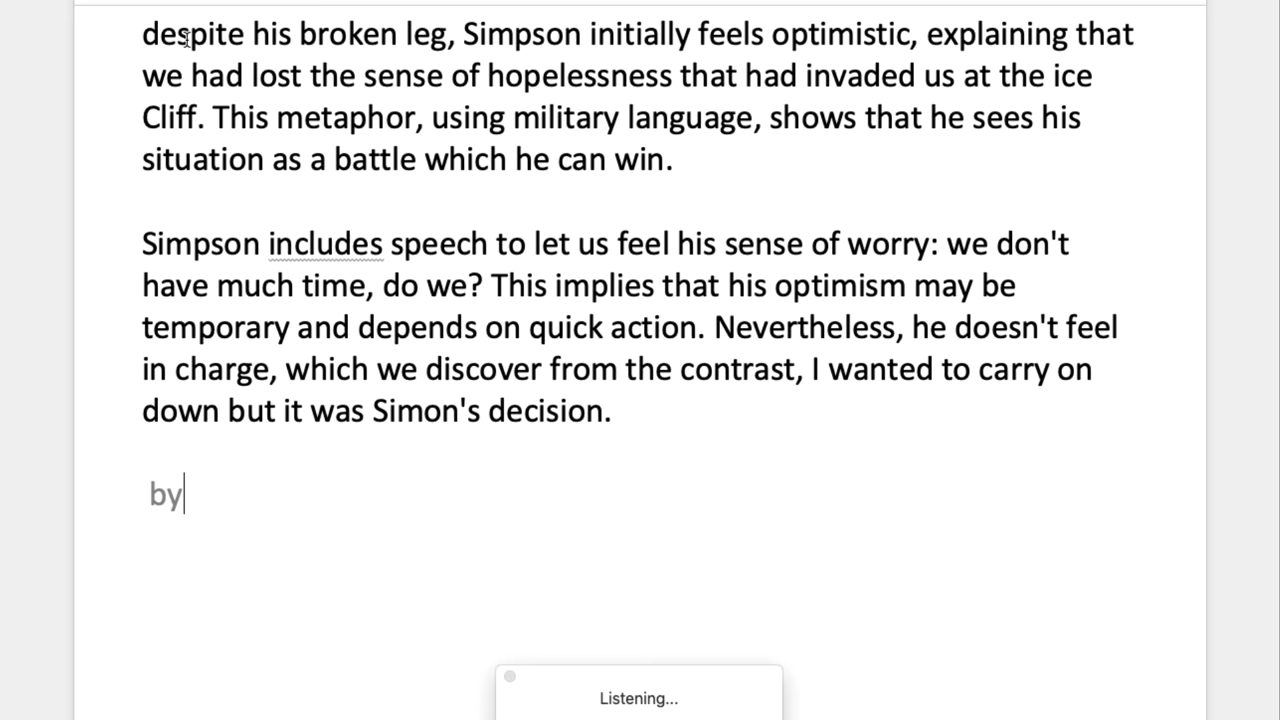 despite his broken leg, Simpson initially feels optimistic, explaining that
we had lost the sense of hopelessness that had invaded us at the ice
Cliff. This metaphor, using military language, shows that he sees his
situation as a battle which he can win.
Simpson includes speech to let us feel his sense of worry: we don't
have much time, do we? This implies that his optimism may be
temporary and depends on quick action. Nevertheless, he doesn't feel
in charge, which we discover from the contrast, I wanted to carry on
down but it was Simon's decision.
by
Listening...